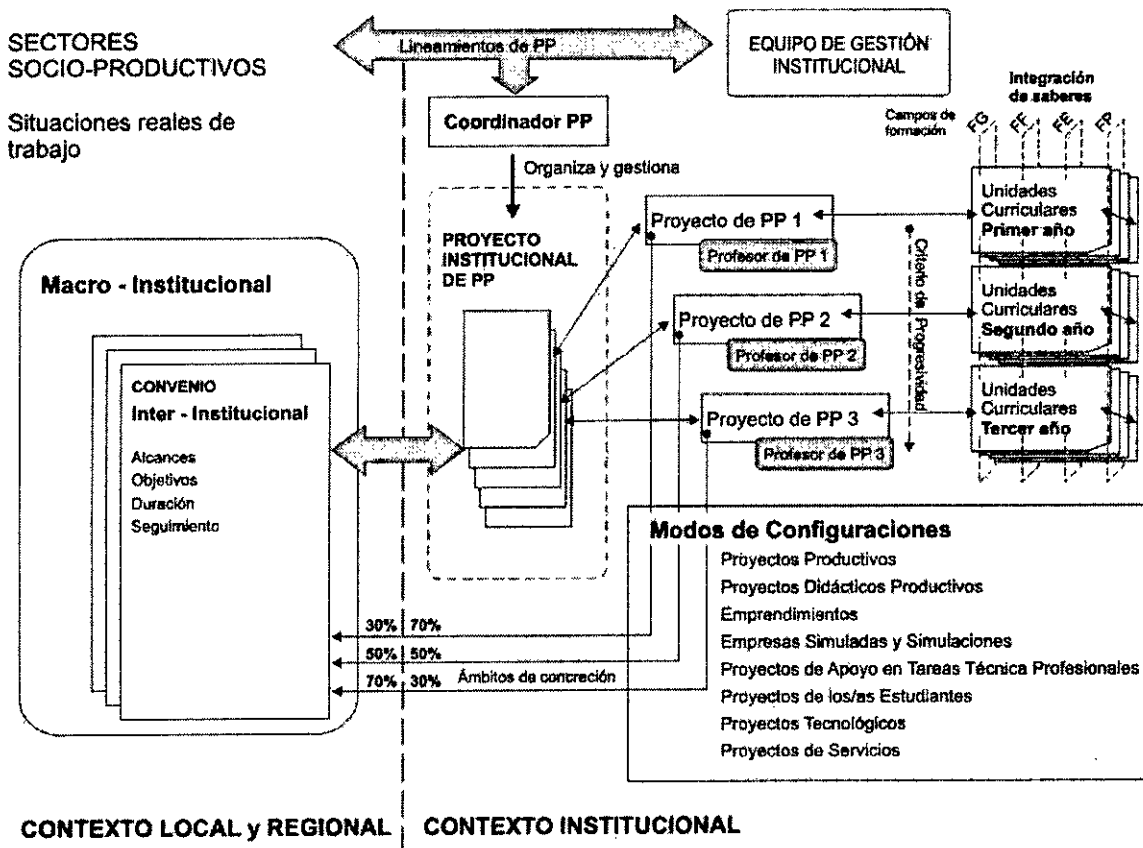 SECTORES
SOCIO-PRODUCTIVOS
Situaciones reales de
trabajo
Lineamientos de PP
EQUIPO DE GESTIÓN
INSTITUCIONAL
Coordinador PP
Organiza y gestiona
Integración
de saberes
Campos de
formación
FG
FF
FE
FP
Macro - Institucional
CONVENIO
Inter - Institucional
Alcances
Objetivos
Duración
Seguimiento
PROYECTO
INSTITUCIONAL
DE PP
Proyecto de PP 1
Profesor de PP 1
Proyecto de PP 2
Profesor de PP 2
Proyecto de PP 3
Profesor de PP 3
Criterio de Progresividad
Unidades
Curriculares
Primer año
Unidades
Curriculares
Segundo año
Unidades
Curriculares
Tercer año
30% 70%
50% 50%
70% 30%
Ámbitos de concreción
Modos de Configuraciones
Proyectos Productivos
Proyectos Didácticos Productivos
Emprendimientos
Empresas Simuladas y Simulaciones
Proyectos de Apoyo en Tareas Técnica Profesionales
Proyectos de los/as Estudiantes
Proyectos Tecnológicos
Proyectos de Servicios
CONTEXTO LOCAL y REGIONAL
CONTEXTO INSTITUCIONAL